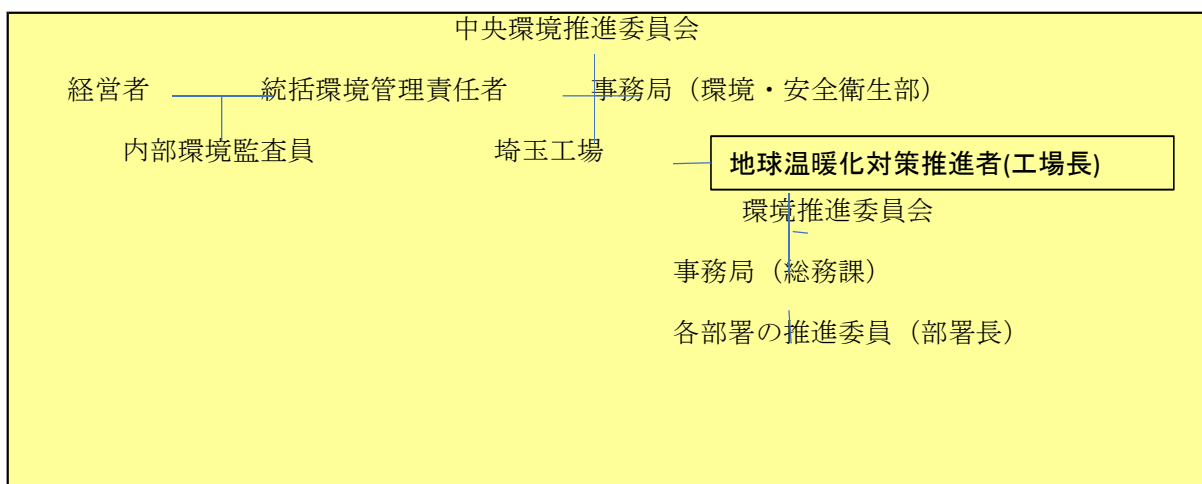 中央環境推進委員会
経営者 統括環境管理責任者 事務局（環境・安全衛生部）
内部環境監査員 埼玉工場
地球温暖化対策推進者(工場長)
環境推進委員会
事務局（総務課）
各部署の推進委員（部署長）